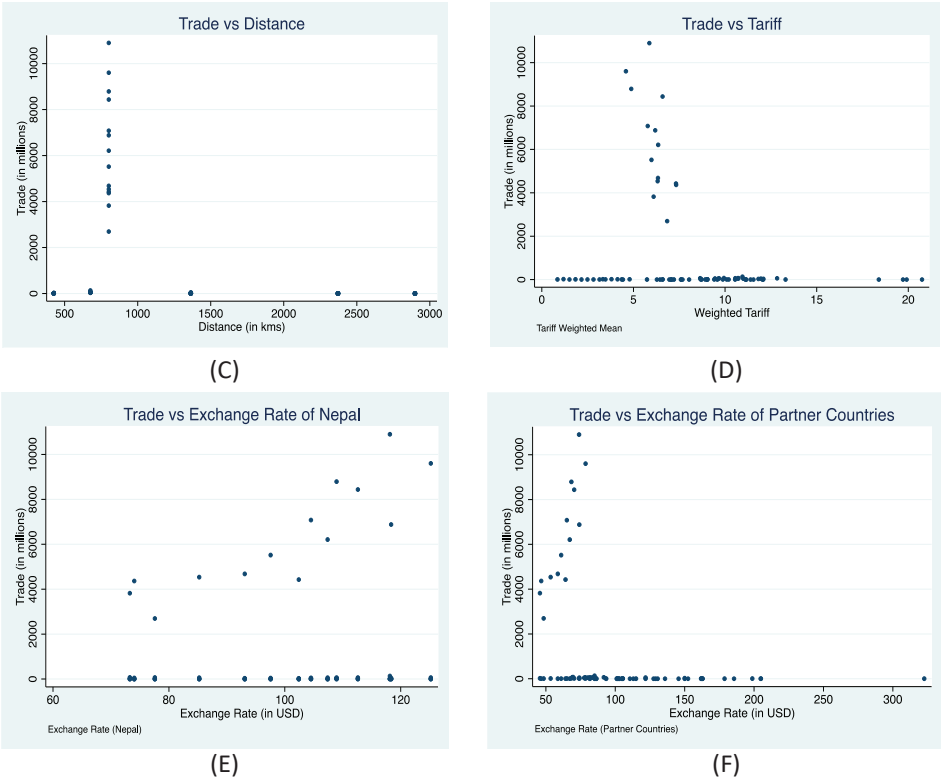 Trade vs Distance
Trade (in millions)
10000
8000
6000
4000
2000
0
500 1000 1500 2000 2500 3000
Distance (in kms)
(C)
Trade vs Tariff
Trade (in millions)
10000
8000
6000
4000
2000
0
0 5 10 15 20
Weighted Tariff
Tariff Weighted Mean
(D)
Trade vs Exchange Rate of Nepal
Trade (in millions)
10000
8000
6000
4000
2000
0
60 80 100 120
Exchange Rate (in USD)
Exchange Rate (Nepal)
(E)
Trade vs Exchange Rate of Partner Countries
Trade (in millions)
10000
8000
6000
4000
2000
0
50 100 150 200 250 300
Exchange Rate (in USD)
Exchange Rate (Partner Countries)
(F)